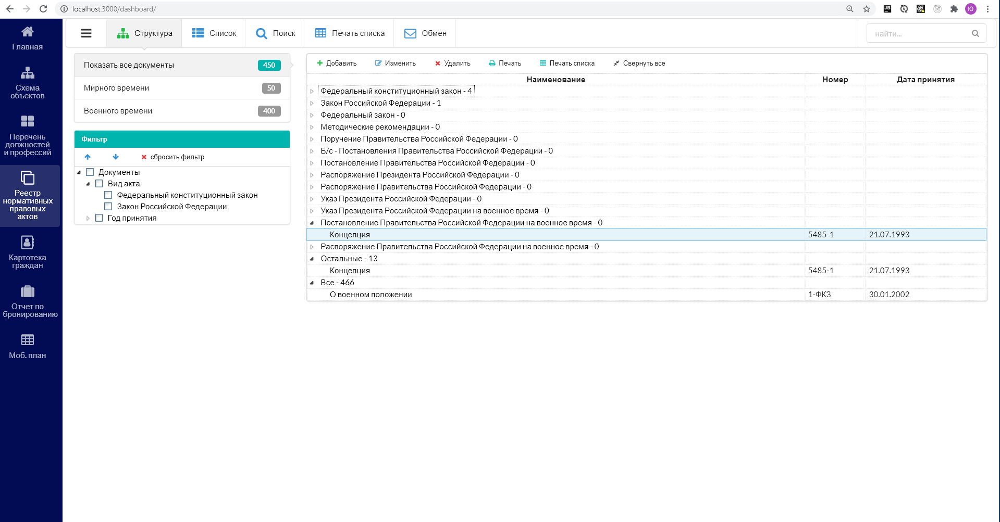 localhost:3000/dashboard/
JB
Ю
Главная
Схема
объектов
Перечень
должностей
и профессий
Реестр
нормативных
правовых
актов
Картотека
граждан
Отчет по
бронированию
Моб. план
Структура
Список
Поиск
Печать списка
Обмен
найти...
Показать все документы 450
Мирного времени 50
Военного времени 400
Фильтр
сбросить фильтр
Документы
Вид акта
Федеральный конституционный закон
Закон Российской Федерации
Год принятия
Добавить Изменить Удалить Печать Печать списка Свернуть все
Наименование Номер Дата принятия
Федеральный конституционный закон - 4
Закон Российской Федерации - 1
Федеральный закон - 0
Методические рекомендации - 0
Поручение Правительства Российской Федерации - 0
Б/с - Постановления Правительства Российской Федерации - 0
Постановление Правительства Российской Федерации - 0
Распоряжение Президента Российской Федерации - 0
Распоряжение Правительства Российской Федерации - 0
Указ Президента Российской Федерации - 0
Указ Президента Российской Федерации на военное время - 0
Постановление Правительства Российской Федерации на военное время - 0
Концепция 5485-1 21.07.1993
Распоряжение Правительства Российской Федерации на военное время - 0
Остальные - 13
Концепция 5485-1 21.07.1993
Все - 466
О военном положении 1-ФКЗ 30.01.2002